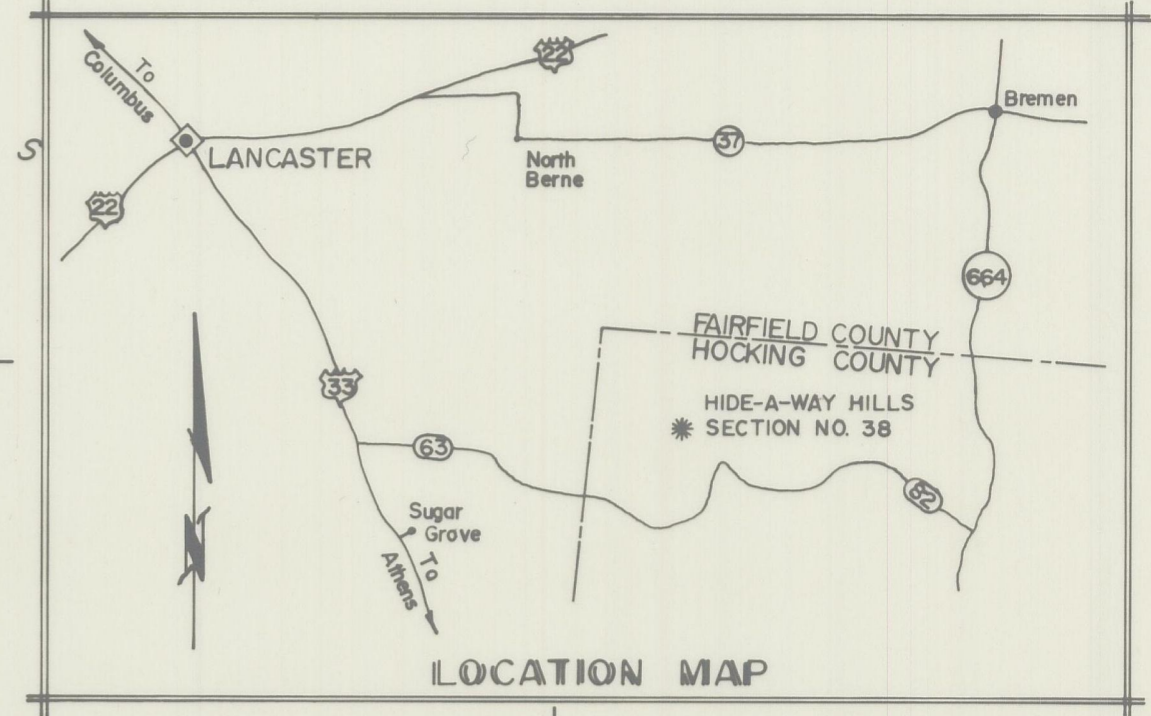 22
To
Columbus
Bremen
S
LANCASTER
37
North
Berne
22
664
FAIRFIELD COUNTY
HOCKING COUNTY
33
HIDE-A-WAY HILLS
SECTION NO. 38
63
82
Sugar
Grove
To
Athens
N
LOCATION MAP